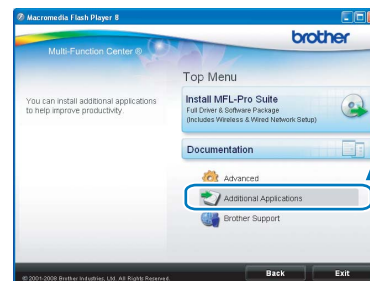 Macromedia Flash Player 8
brother
Multi-Function Center ®
Top Menu
You can install additional applications
to help improve productivity.
Install MFL-Pro Suite
Full Driver & Software Package
(Includes Wireless & Wired Network Setup)
Documentation
Advanced
Additional Applications
Brother Support
© 2001-2008 Brother Industries, Ltd. All Rights Reserved.
Back
Exit